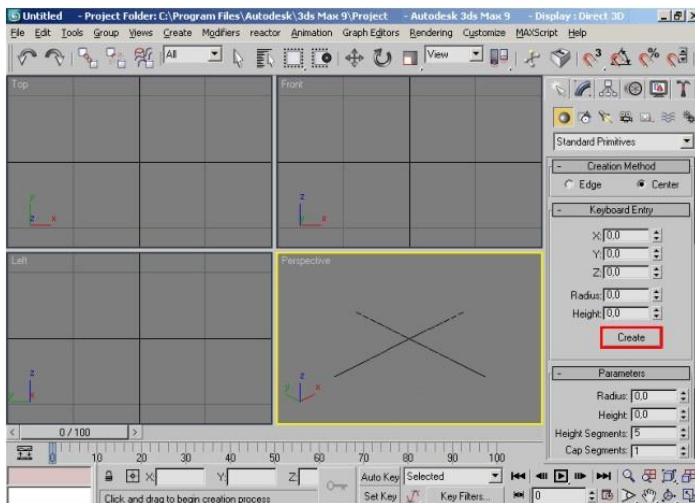 Untitled - Project Folder: C:\Program Files\Autodesk\3ds Max 9\Project - Autodesk 3ds Max 9 - Display : Direct 3D
File Edit Tools Group Views Create Modifiers reactor Animation Graph Editors Rendering Customize MAXScript Help
All View
Top Front
Standard Primitives
- Creation Method
Edge Center
- Keyboard Entry
y z
z x x
X: 0,0
Y: 0,0
Left Perspective
Z: 0,0
Radius: 0,0
Height: 0,0
Create
- Parameters
z z
y y x
Radius: 0,0
Height: 0,0
< 0 / 100 >
Height Segments: 5
0 10 20 30 40 50 60 70 80 90 100
Cap Segments: 1
X: Y: Z: Auto Key Selected
Click and drag to begin creation process Set Key Key Filters... 0